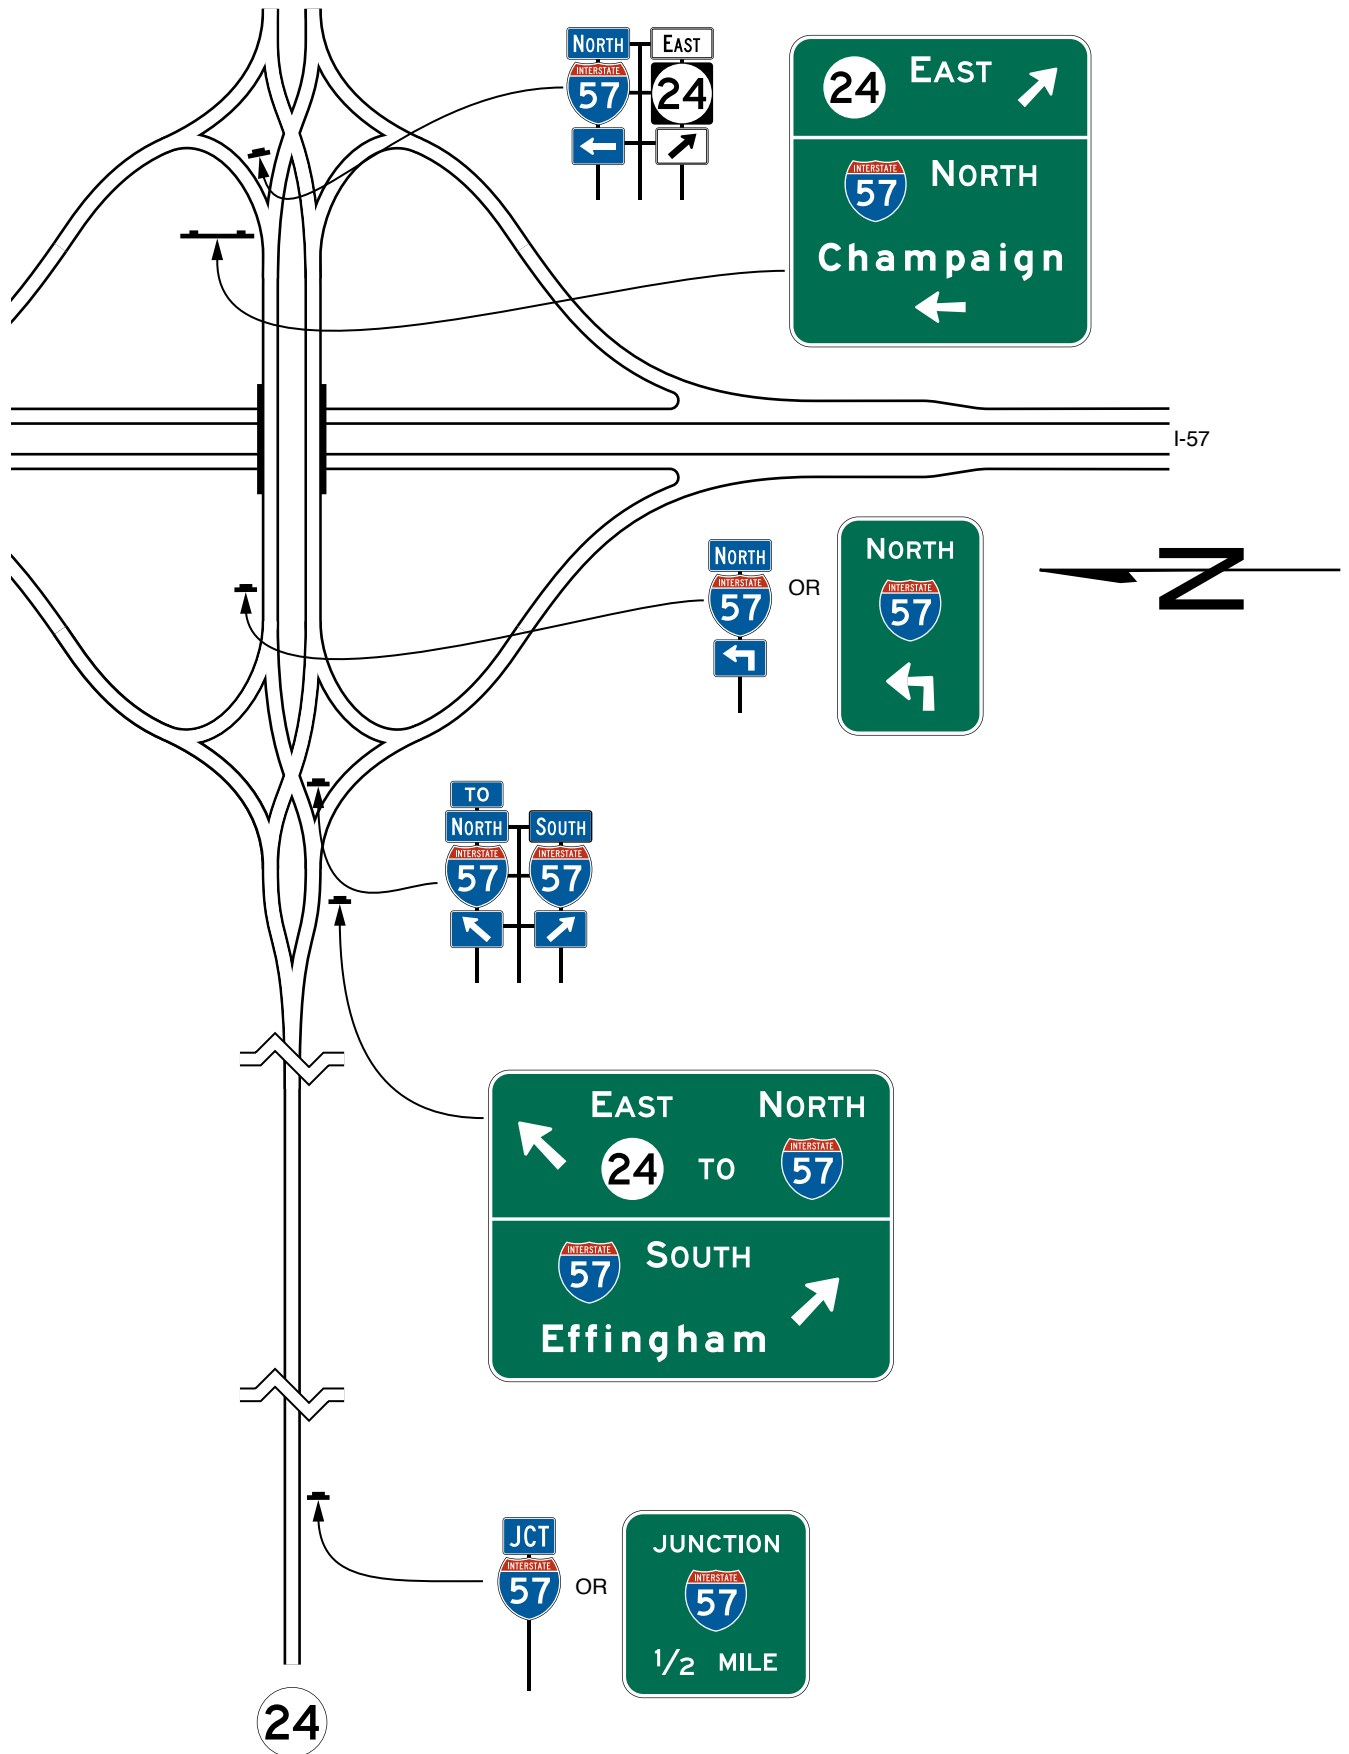 NORTH EAST
INTERSTATE
57 24
24 EAST
INTERSTATE
57 NORTH
Champaign
I-57
NORTH
INTERSTATE
57
OR
NORTH
INTERSTATE
57
N
TO
NORTH SOUTH
INTERSTATE INTERSTATE
57 57
EAST NORTH
24 TO INTERSTATE
57
INTERSTATE
57 SOUTH
Effingham
JCT
INTERSTATE
57
OR
JUNCTION
INTERSTATE
57
1/2 MILE
24